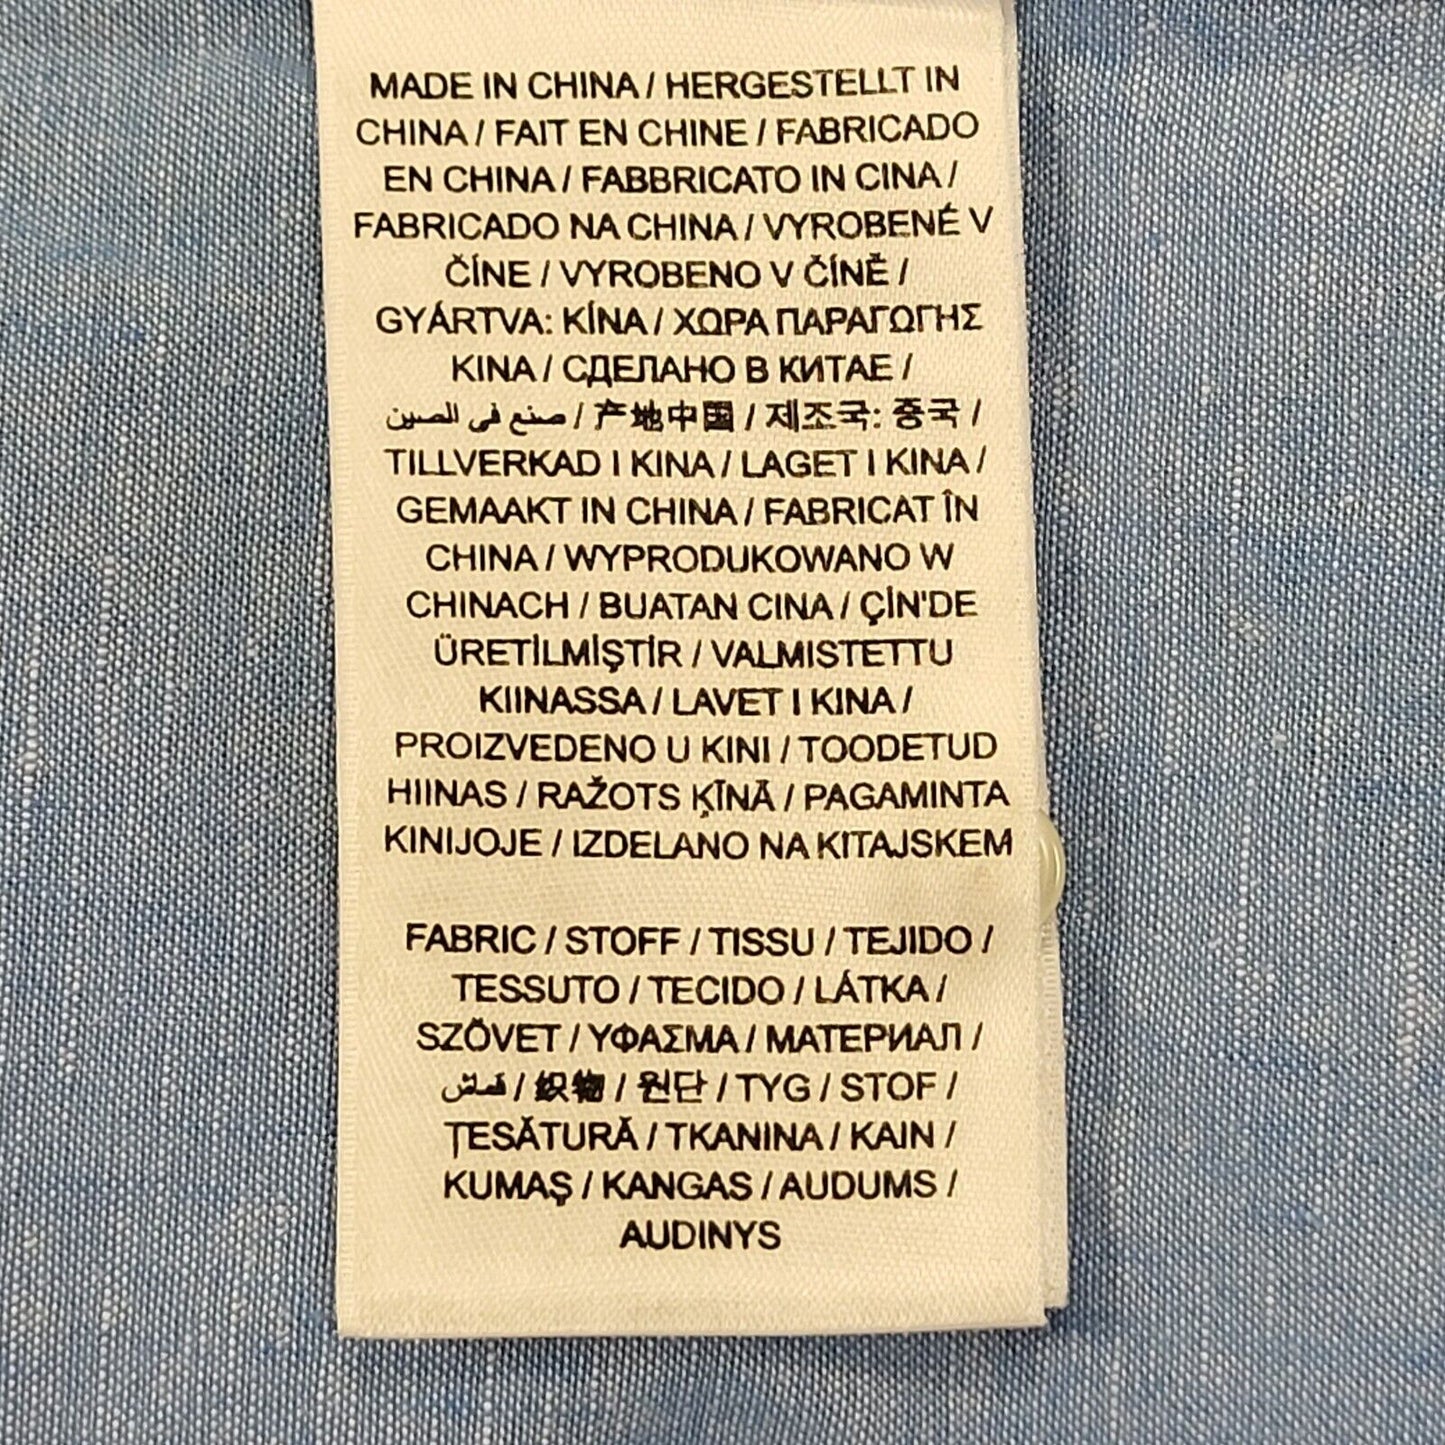 MADE IN CHINA / HERGESTELLT IN
CHINA / FAIT EN CHINE / FABRICADO
EN CHINA / FABBRICATO IN CINA /
FABRICADO NA CHINA / VYROBENÉ V
ČÍNE / VYROBENO V ČÍNĚ /
GYÁRTVA: KÍNA / ΧΩΡΑ ΠΑΡΑΓΩΓΗΣ
ΚΙΝΑ / СДЕЛАНО В КИТАЕ /
صنع في الصين / 产地中国 / 제조국: 중국 /
TILLVERKAD I KINA / LAGET I KINA /
GEMAAKT IN CHINA / FABRICAT ÎN
CHINA / WYPRODUKOWANO W
CHINACH / BUATAN CINA / ÇİN'DE
ÜRETİLMİŞTİR / VALMISTETTU
KIINASSA / LAVET I KINA /
PROIZVEDENO U KINI / TOODETUD
HIINAS / RAŽOTS ĶĪNĀ / PAGAMINTA
KINIJOJE / IZDELANO NA KITAJSKEM
FABRIC / STOFF / TISSU / TEJIDO /
TESSUTO / TECIDO / LÁTKA /
SZÖVET / ΥΦΑΣΜΑ / МАТЕРИАЛ /
قماش / 织物 / 원단 / TYG / STOF /
ȚESĂTURĂ / TKANINA / KAIN /
KUMAŞ / KANGAS / AUDUMS /
AUDINYS